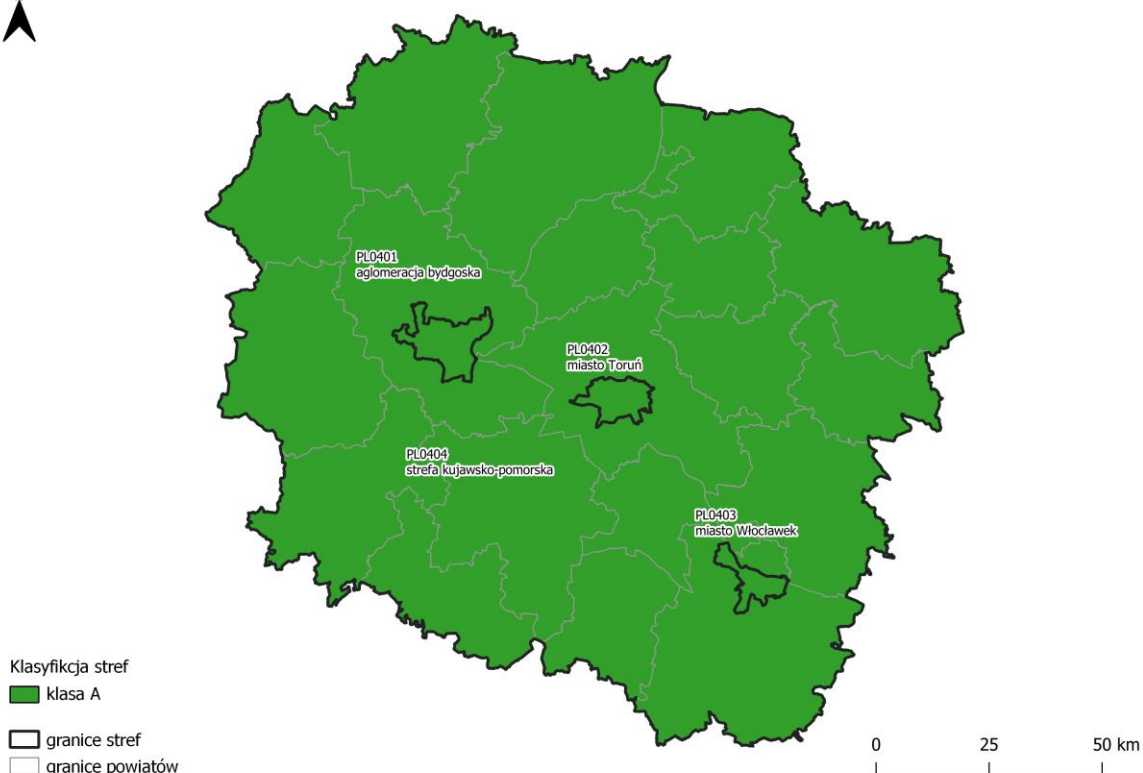 PL0401
aglomeracja bydgoska
PL0402
miasto Toruń
PL0404
strefa kujawsko-pomorska
PL0403
miasto Włocławek
Klasyfikcja stref
klasa A
granice stref
granice powiatów
0 25 50 km